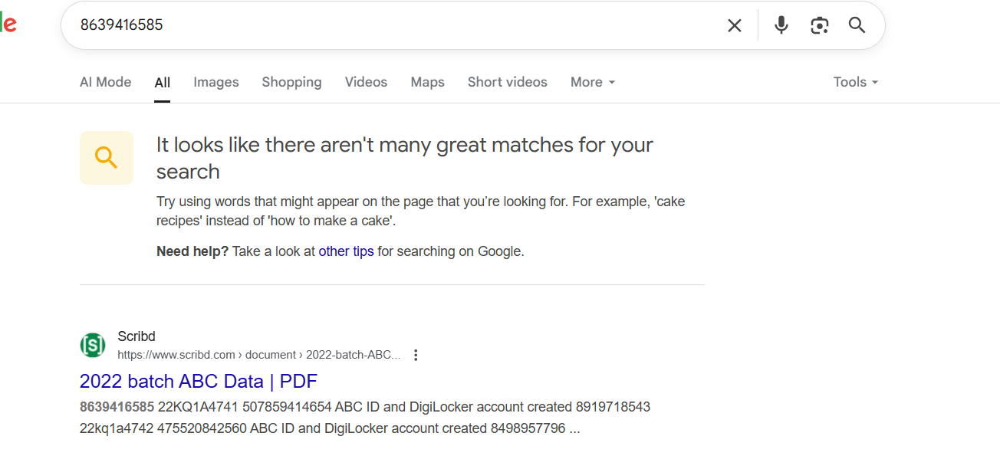 8639416585
AI Mode All Images Shopping Videos Maps Short videos More Tools
It looks like there aren't many great matches for your
search
Try using words that might appear on the page that you’re looking for. For example, 'cake
recipes' instead of 'how to make a cake'.
Need help? Take a look at other tips for searching on Google.
[S]
Scribd
https://www.scribd.com › document › 2022-batch-ABC...
2022 batch ABC Data | PDF
8639416585 22KQ1A4741 507859414654 ABC ID and DigiLocker account created 8919718543
22kq1a4742 475520842560 ABC ID and DigiLocker account created 8498957796 ...